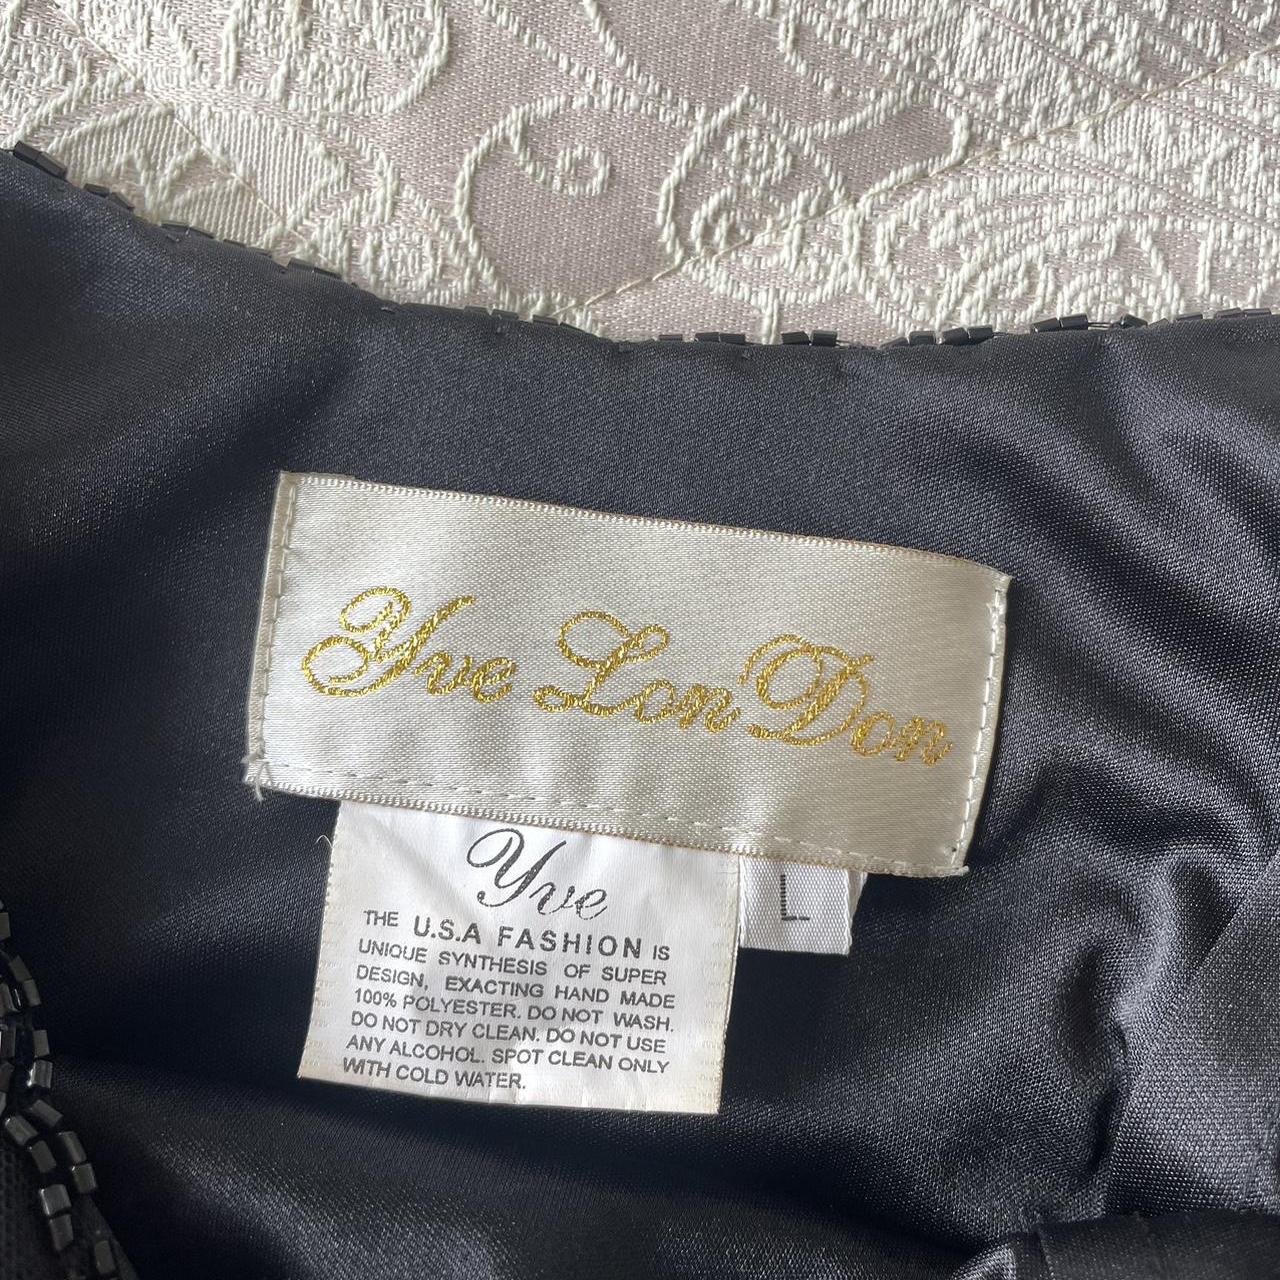 Yve Lon Don
Yve
THE U.S.A FASHION IS
UNIQUE SYNTHESIS OF SUPER
DESIGN, EXACTING HAND MADE
100% POLYESTER. DO NOT WASH.
DO NOT DRY CLEAN. DO NOT USE
ANY ALCOHOL. SPOT CLEAN ONLY
WITH COLD WATER.
L